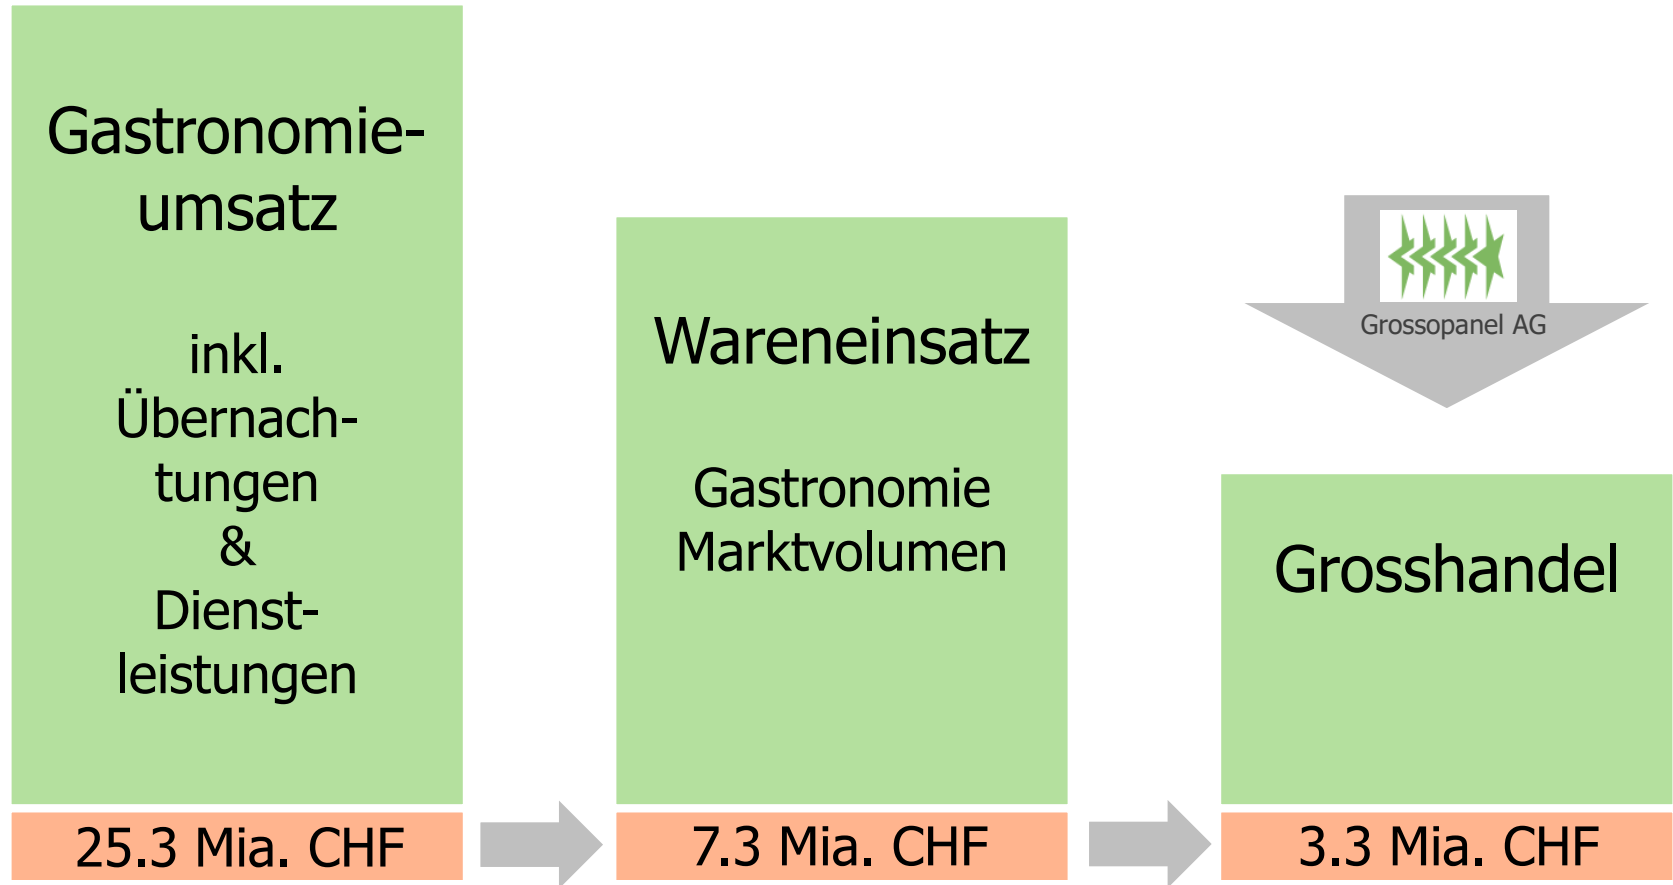 Gastronomie-
umsatz
inkl.
Übernach-
tungen
&
Dienst-
leistungen
25.3 Mia. CHF
Wareneinsatz
Gastronomie
Marktvolumen
7.3 Mia. CHF
Grossopanel AG
Grosshandel
3.3 Mia. CHF